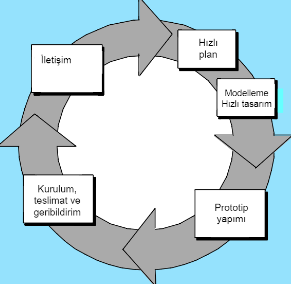 İletişim
Hızlı
plan
Modelleme
Hızlı tasarım
Prototip
yapımı
Kurulum,
teslimat ve
geribildirim